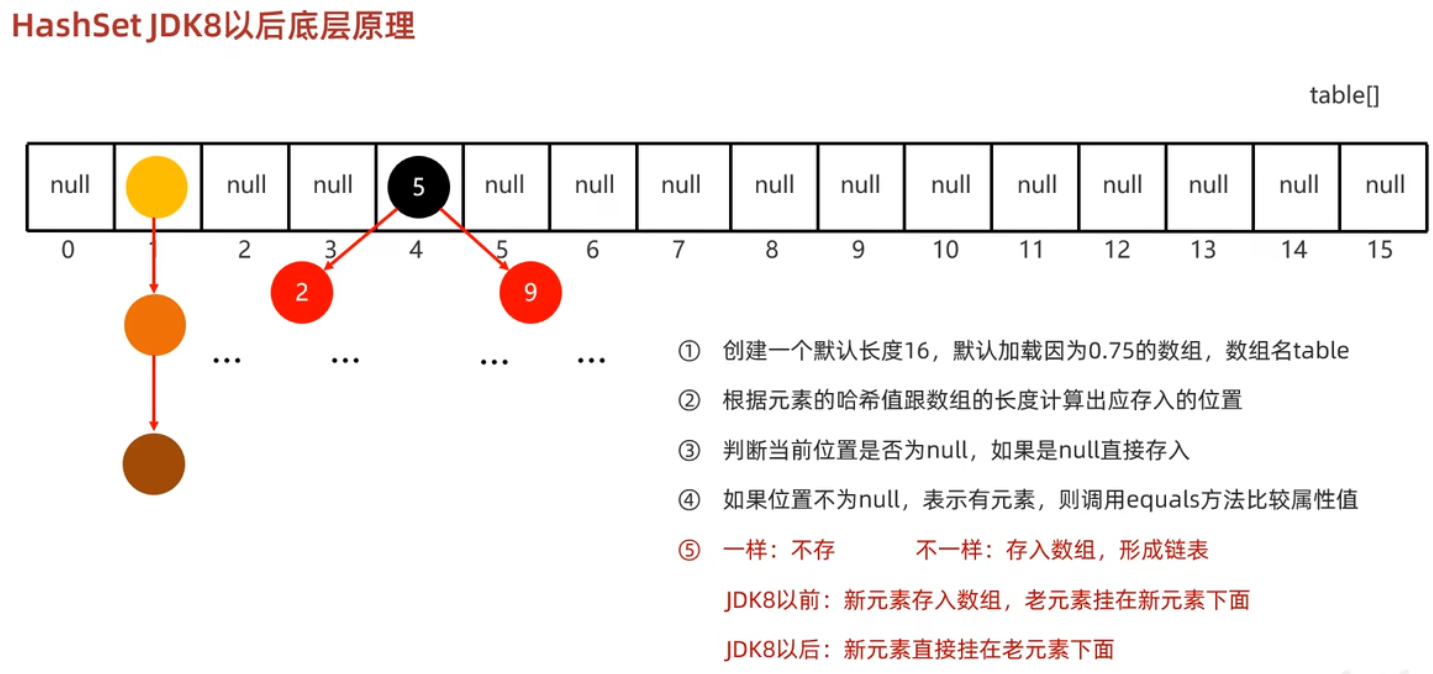 HashSet JDK8以后底层原理
table[]
null null null 5 null null null null null null null null null null null
0 1 2 3 4 5 6 7 8 9 10 11 12 13 14 15
2 9
... ... ... ...
① 创建一个默认长度16，默认加载因为0.75的数组，数组名table
② 根据元素的哈希值跟数组的长度计算出应存入的位置
③ 判断当前位置是否为null，如果是null直接存入
④ 如果位置不为null，表示有元素，则调用equals方法比较属性值
⑤ 一样：不存 不一样：存入数组，形成链表
JDK8以前：新元素存入数组，老元素挂在新元素下面
JDK8以后：新元素直接挂在老元素下面